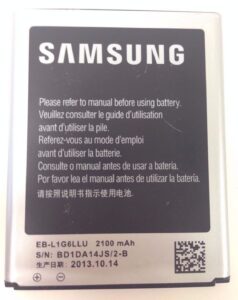 SAMSUNG
Please refer to manual before using battery.
Veuillez consulter le guide d'utilisation
avant d'utiliser la pile.
Referez-vous au mode d'emploi
avant d'utiliser la batterie.
Consulte o manual antes de usar a bateria.
Por favor lea el manual antes de utilizar la batería.
请按照说明书指示使用电池。
EB-L1G6LLU 2100 mAh
S/N: BD1DA14JS/2-B
生产日期 2013.10.14